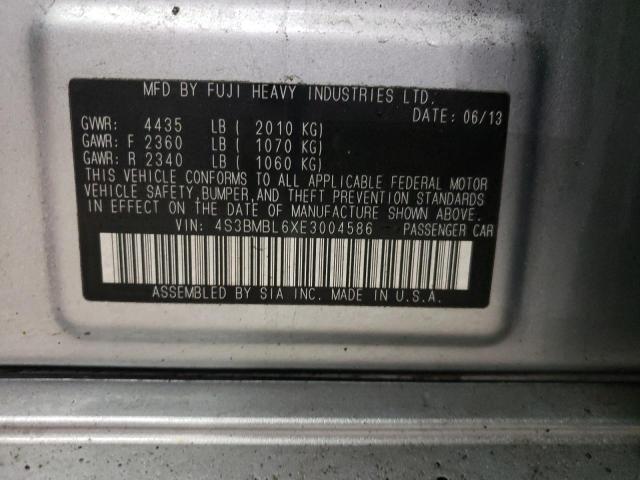 MFD BY FUJI HEAVY INDUSTRIES LTD.
DATE: 06/13
GVWR: 4435 LB ( 2010 KG)
GAWR: F 2360 LB ( 1070 KG)
GAWR: R 2340 LB ( 1060 KG)
THIS VEHICLE CONFORMS TO ALL APPLICABLE FEDERAL MOTOR
VEHICLE SAFETY,BUMPER,AND THEFT PREVENTION STANDARDS
IN EFFECT ON THE DATE OF MANUFACTURE SHOWN ABOVE.
VIN: 4S3BMBL6XE3004586 PASSENGER CAR
ASSEMBLED BY SIA INC. MADE IN U.S.A.